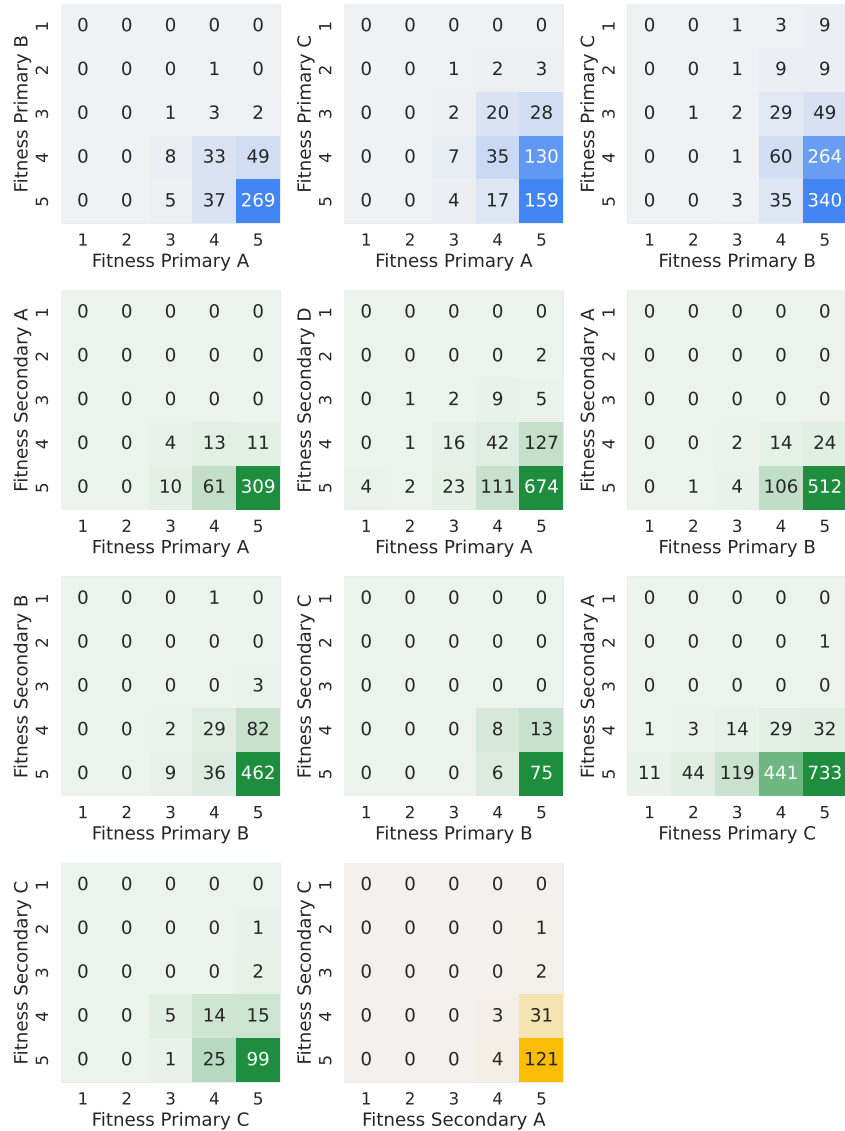 Fitness Primary B
1 0 0 0 0 0
2 0 0 0 1 0
3 0 0 1 3 2
4 0 0 8 33 49
5 0 0 5 37 269
1 2 3 4 5
Fitness Primary A
Fitness Primary C
1 0 0 0 0 0
2 0 0 1 2 3
3 0 0 2 20 28
4 0 0 7 35 130
5 0 0 4 17 159
1 2 3 4 5
Fitness Primary A
Fitness Primary C
1 0 0 1 3 9
2 0 0 1 9 9
3 0 1 2 29 49
4 0 0 1 60 264
5 0 0 3 35 340
1 2 3 4 5
Fitness Primary B
Fitness Secondary A
1 0 0 0 0 0
2 0 0 0 0 0
3 0 0 0 0 0
4 0 0 4 13 11
5 0 0 10 61 309
1 2 3 4 5
Fitness Primary A
Fitness Secondary D
1 0 0 0 0 0
2 0 0 0 0 2
3 0 1 2 9 5
4 0 1 16 42 127
5 4 2 23 111 674
1 2 3 4 5
Fitness Primary A
Fitness Secondary A
1 0 0 0 0 0
2 0 0 0 0 0
3 0 0 0 0 0
4 0 0 2 14 24
5 0 1 4 106 512
1 2 3 4 5
Fitness Primary B
Fitness Secondary B
1 0 0 0 1 0
2 0 0 0 0 0
3 0 0 0 0 3
4 0 0 2 29 82
5 0 0 9 36 462
1 2 3 4 5
Fitness Primary B
Fitness Secondary C
1 0 0 0 0 0
2 0 0 0 0 0
3 0 0 0 0 0
4 0 0 0 8 13
5 0 0 0 6 75
1 2 3 4 5
Fitness Primary B
Fitness Secondary A
1 0 0 0 0 0
2 0 0 0 0 1
3 0 0 0 0 0
4 1 3 14 29 32
5 11 44 119 441 733
1 2 3 4 5
Fitness Primary C
Fitness Secondary C
1 0 0 0 0 0
2 0 0 0 0 1
3 0 0 0 0 2
4 0 0 5 14 15
5 0 0 1 25 99
1 2 3 4 5
Fitness Primary C
Fitness Secondary C
1 0 0 0 0 0
2 0 0 0 0 1
3 0 0 0 0 2
4 0 0 0 3 31
5 0 0 0 4 121
1 2 3 4 5
Fitness Secondary A